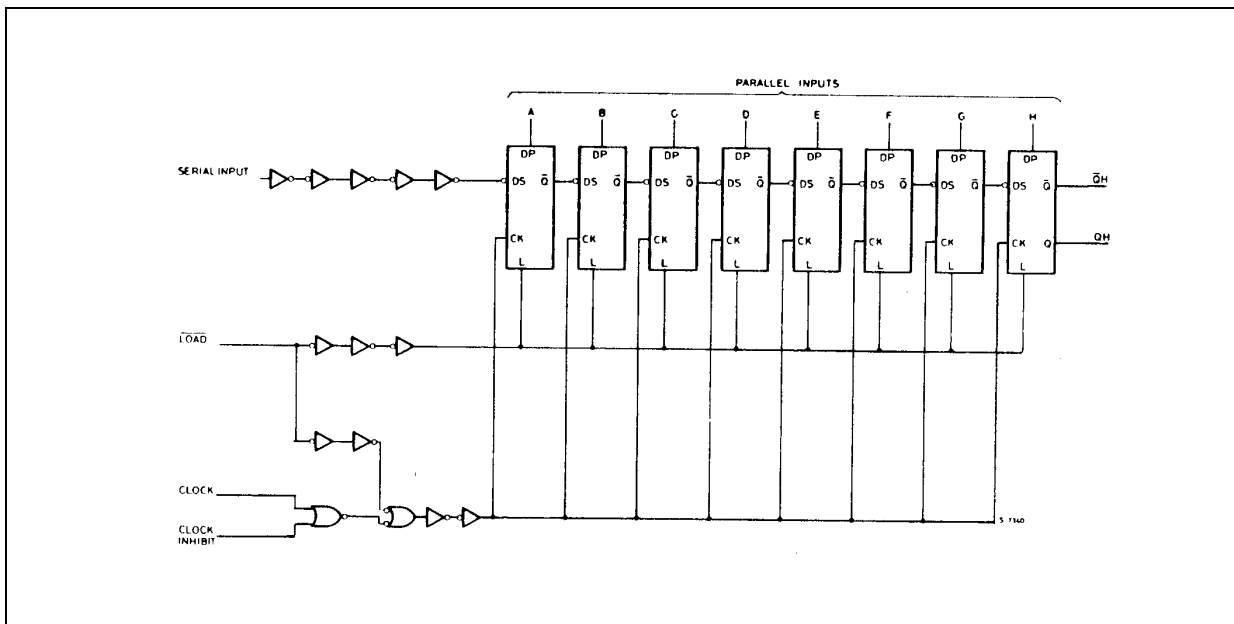 PARALLEL INPUTS
A B C D E F G H
DP DP DP DP DP DP DP DP
SERIAL INPUT
DS Q̄ DS Q̄ DS Q̄ DS Q̄ DS Q̄ DS Q̄ DS Q̄ DS Q̄
Q̄H
CK CK CK CK CK CK CK CK Q
QH
L L L L L L L L
L̅O̅A̅D̅
CLOCK
CLOCK
INHIBIT
S 7340